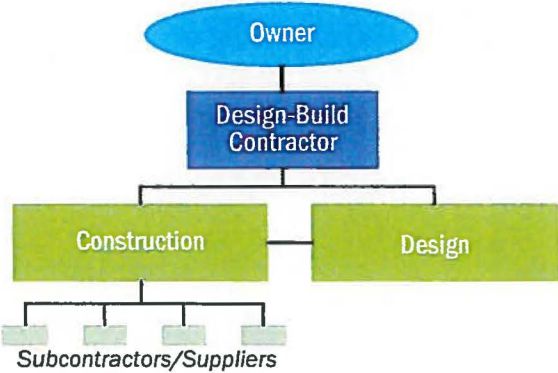 Owner
Design-Build
Contractor
Construction
Design
Subcontractors/Suppliers